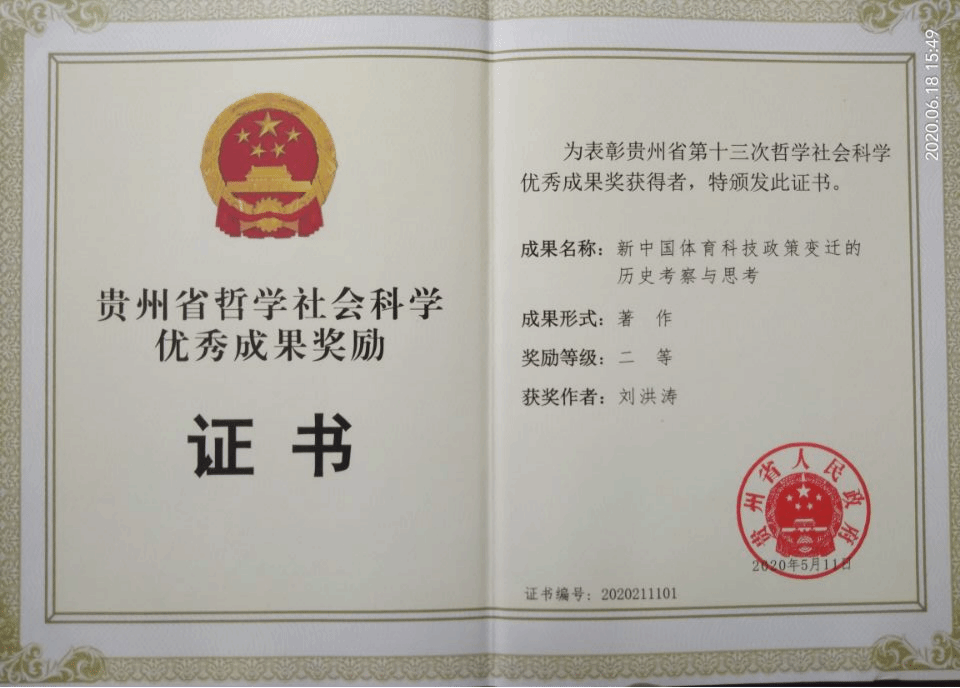 贵州省哲学社会科学
优秀成果奖励
证书
为表彰贵州省第十三次哲学社会科学
优秀成果奖获得者，特颁发此证书。
成果名称：新中国体育科技政策变迁的
历史考察与思考
成果形式：著 作
奖励等级：二 等
获奖作者：刘洪涛
贵州省人民政府
2020年5月11日
证书编号：2020211101
2020.06.18 15:49